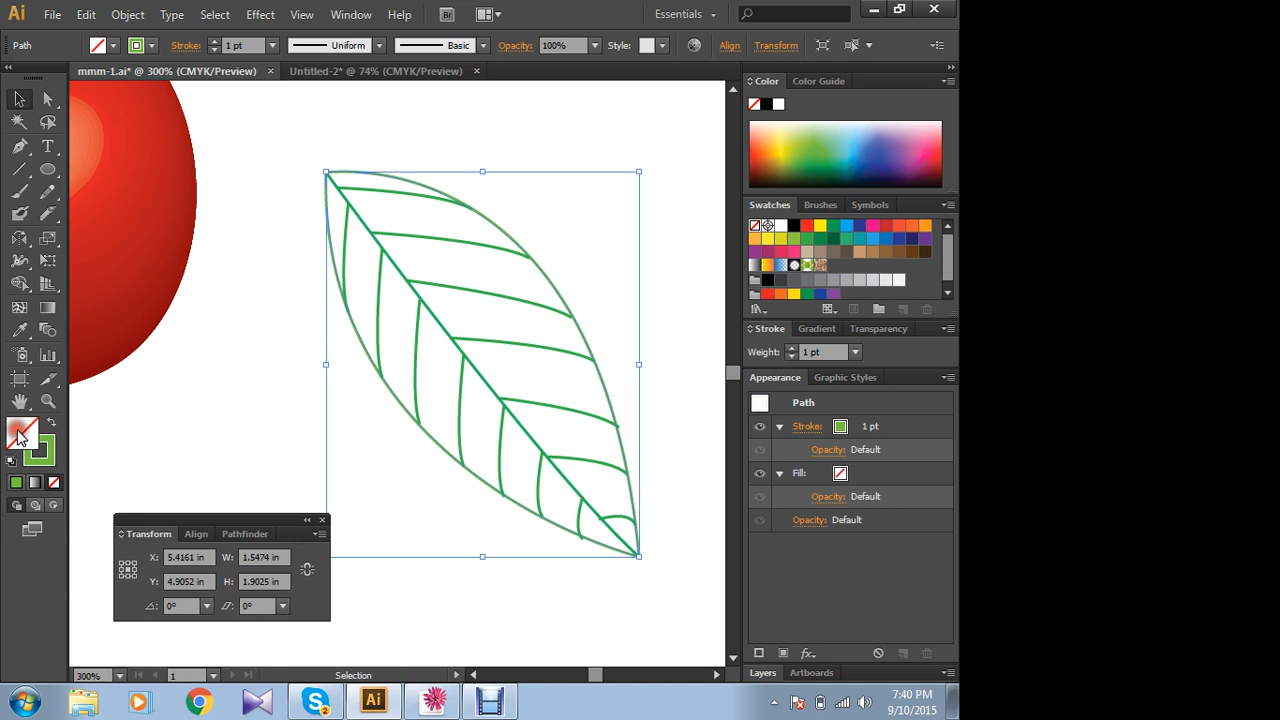 Ai File Edit Object Type Select Effect View Window Help Br Essentials
Path Stroke: 1 pt Uniform Basic Opacity: 100% Style: Align Transform
mmm-1.ai* @ 300% (CMYK/Preview) × Untitled-2* @ 74% (CMYK/Preview) ×
Color Color Guide
Swatches Brushes Symbols
Stroke Gradient Transparency
Weight: 1 pt
Appearance Graphic Styles
Path
Stroke: 1 pt
Opacity: Default
Fill:
Opacity: Default
Opacity: Default
Transform Align Pathfinder
X: 5.4161 in W: 1.5474 in
Y: 4.9052 in H: 1.9025 in
0° 0°
300% 1 Selection
Layers Artboards
S 2 Ai
7:40 PM
9/10/2015